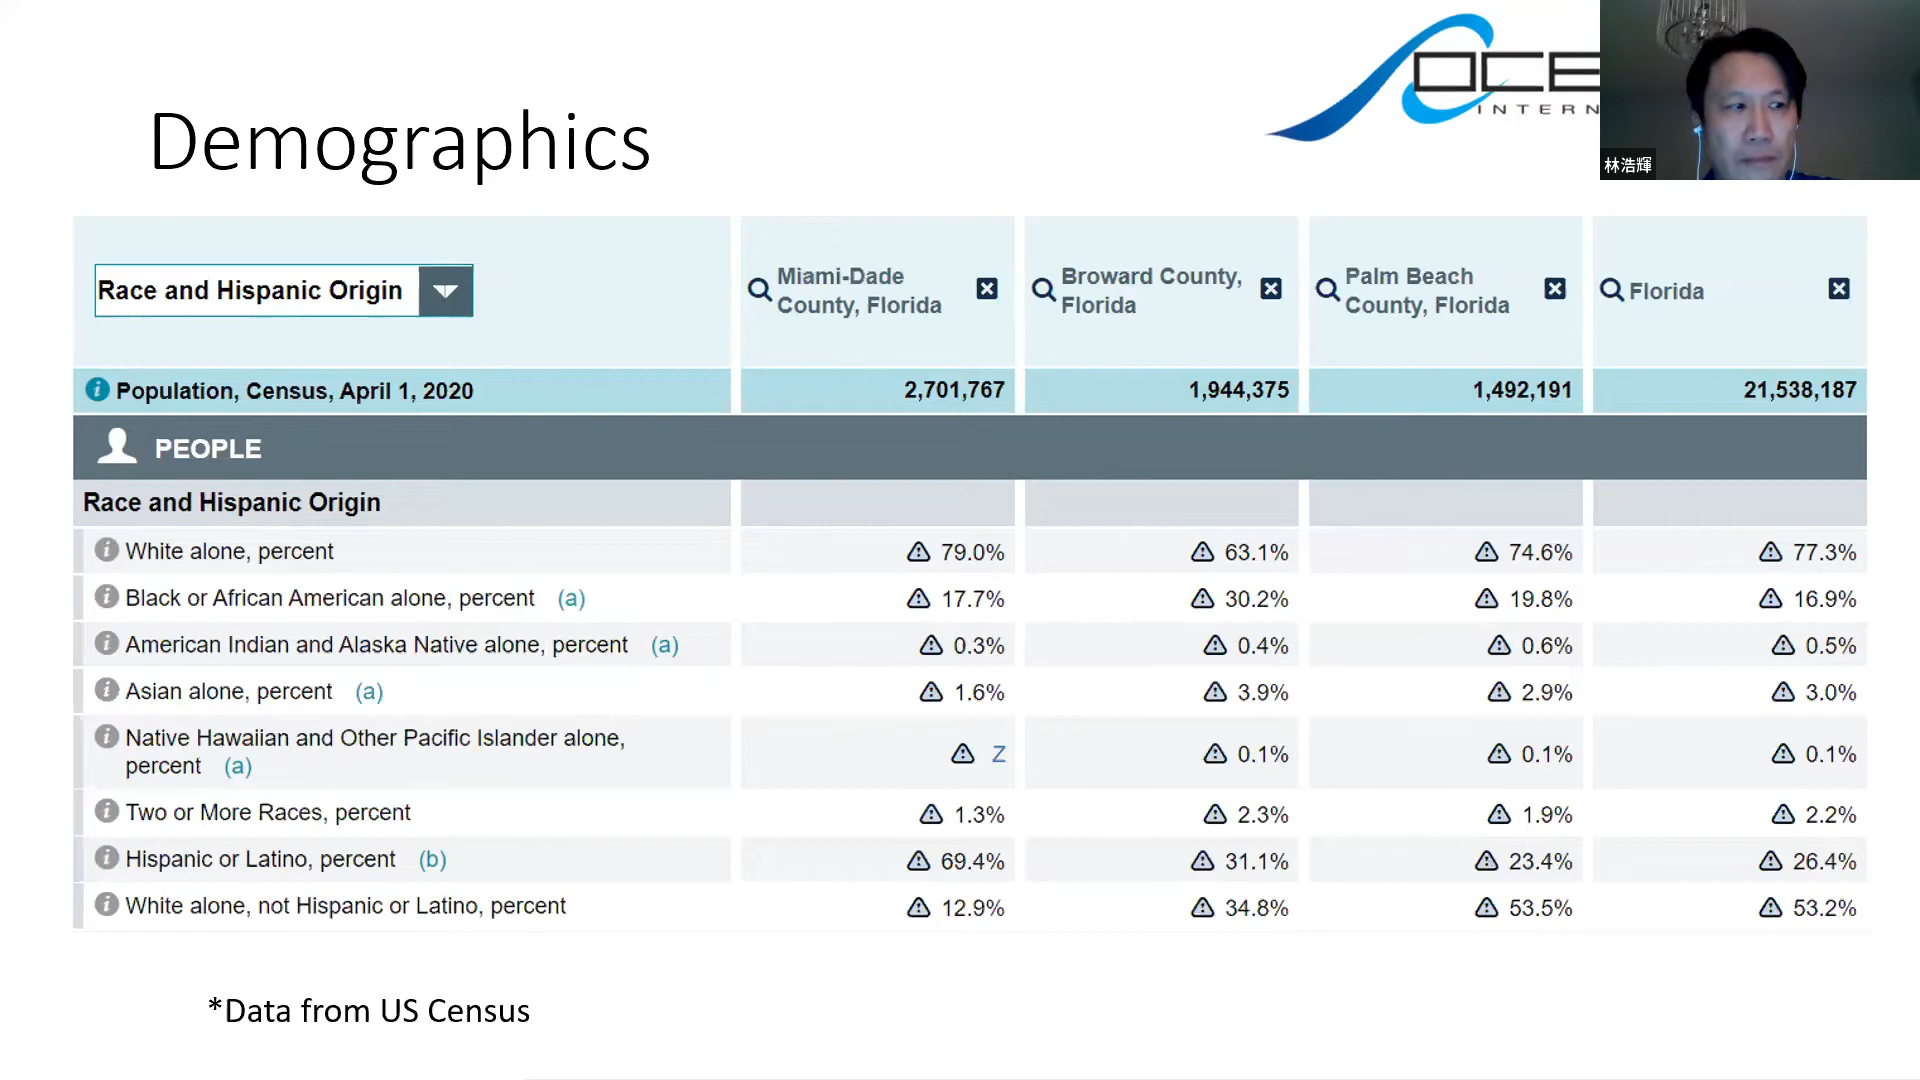 OCE
INTERN
林浩輝
Demographics
Race and Hispanic Origin
Miami-Dade
County, Florida
Broward County,
Florida
Palm Beach
County, Florida
Florida
Population, Census, April 1, 2020 2,701,767 1,944,375 1,492,191 21,538,187
PEOPLE
Race and Hispanic Origin
White alone, percent 79.0% 63.1% 74.6% 77.3%
Black or African American alone, percent (a) 17.7% 30.2% 19.8% 16.9%
American Indian and Alaska Native alone, percent (a) 0.3% 0.4% 0.6% 0.5%
Asian alone, percent (a) 1.6% 3.9% 2.9% 3.0%
Native Hawaiian and Other Pacific Islander alone,
percent (a) Z 0.1% 0.1% 0.1%
Two or More Races, percent 1.3% 2.3% 1.9% 2.2%
Hispanic or Latino, percent (b) 69.4% 31.1% 23.4% 26.4%
White alone, not Hispanic or Latino, percent 12.9% 34.8% 53.5% 53.2%
*Data from US Census